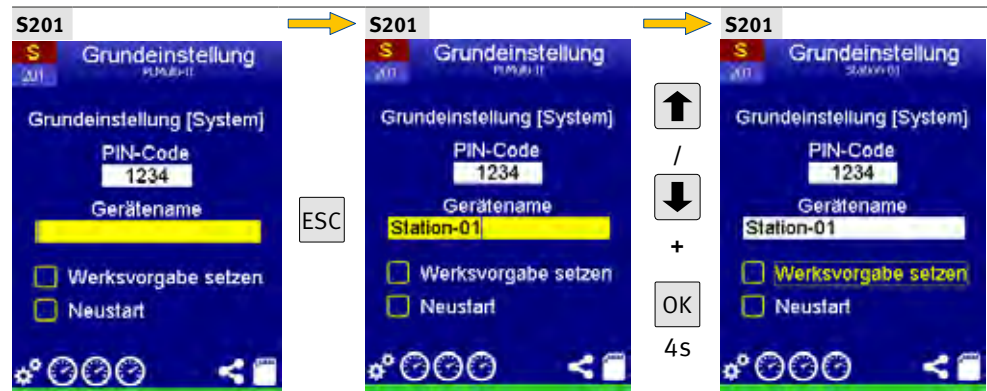 S201
S
201
Grundeinstellung
PLMulti-II
Grundeinstellung [System]
PIN-Code
1234
Gerätename
Werksvorgabe setzen
Neustart
ESC
S201
S
201
Grundeinstellung
PLMulti-II
Grundeinstellung [System]
PIN-Code
1234
Gerätename
Station-01
Werksvorgabe setzen
Neustart
/
+
OK
4s
S201
S
201
Grundeinstellung
Station-01
Grundeinstellung [System]
PIN-Code
1234
Gerätename
Station-01
Werksvorgabe setzen
Neustart